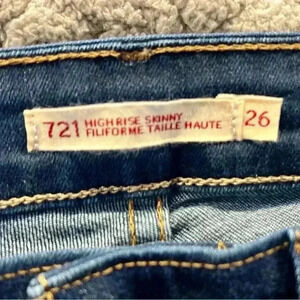 721 HIGH RISE SKINNY
FILIFORME TAILLE HAUTE
26